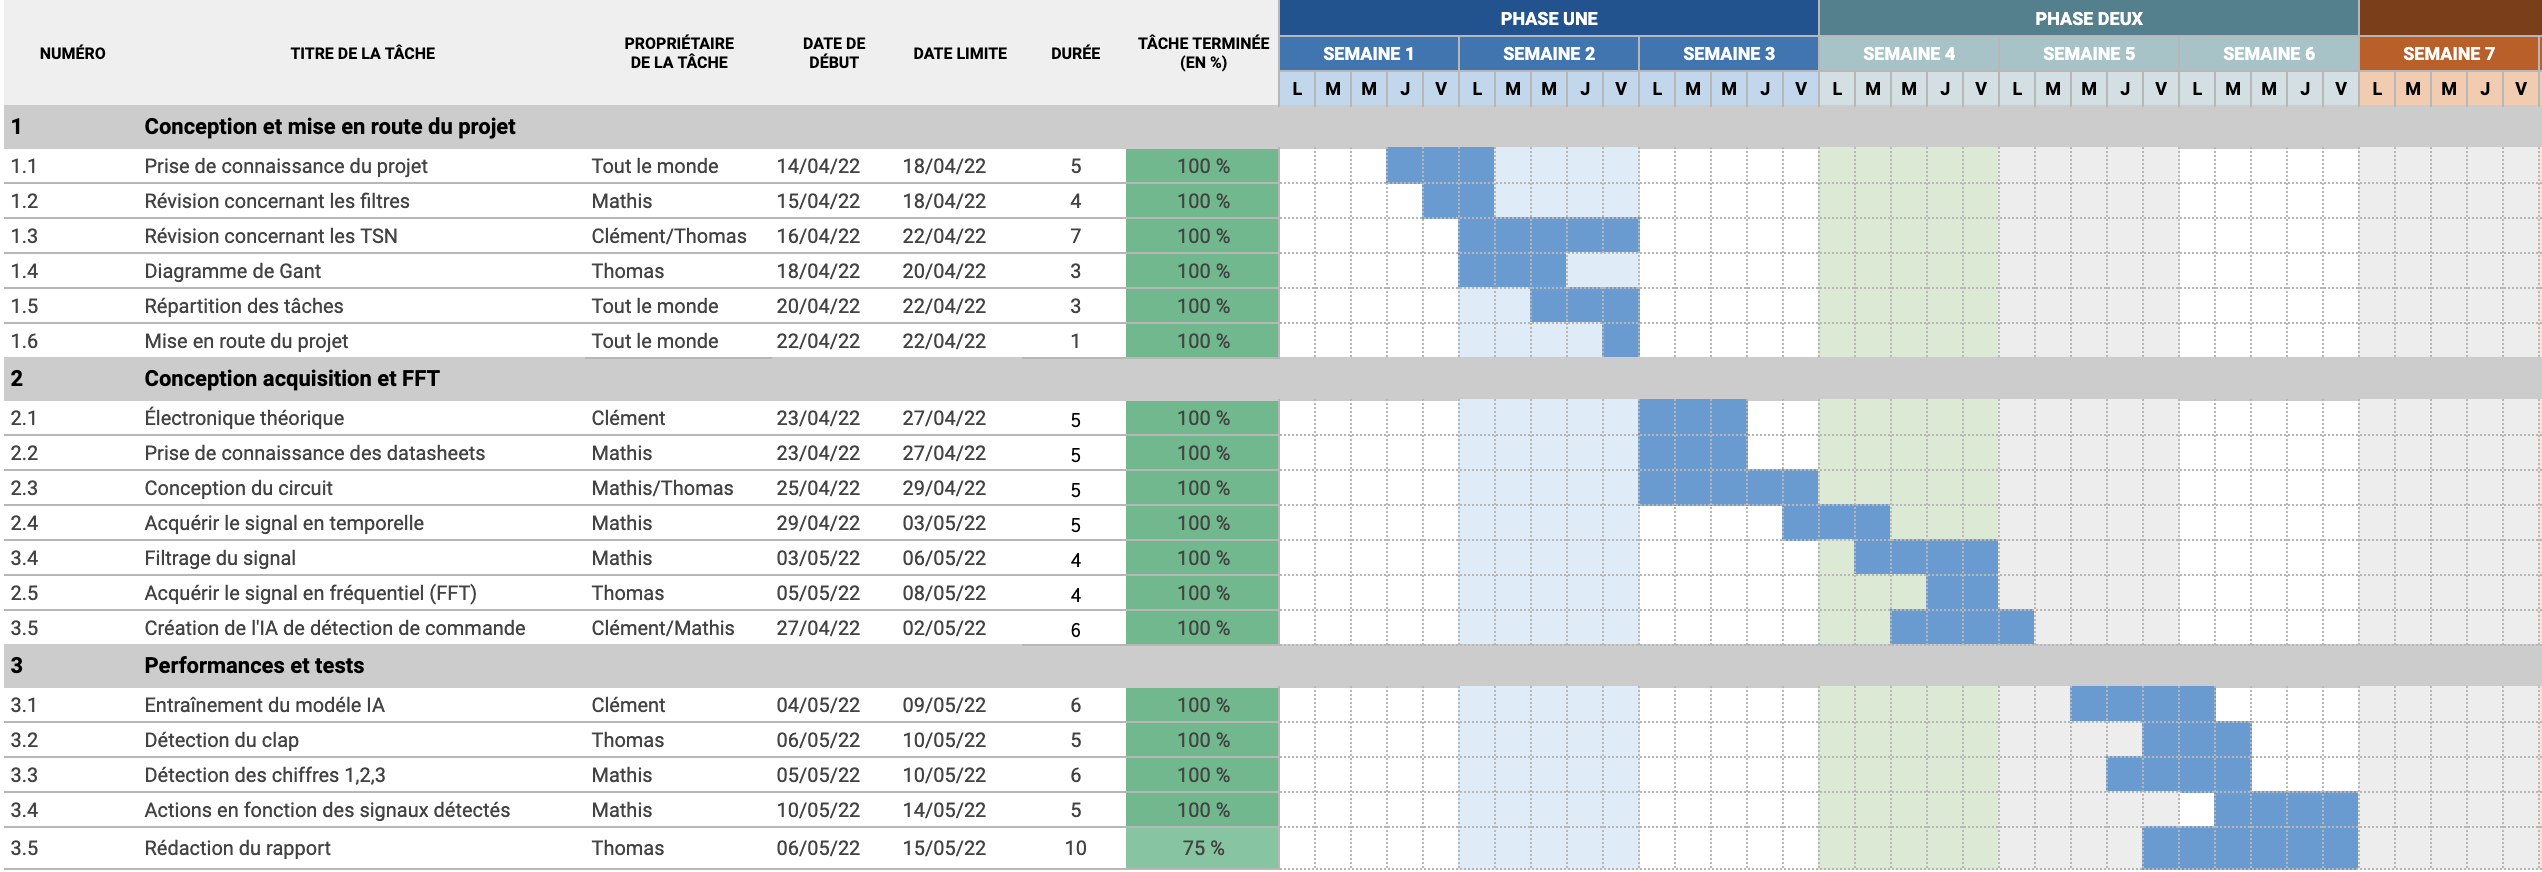 PHASE UNE PHASE DEUX
NUMÉRO TITRE DE LA TÂCHE PROPRIÉTAIRE DE LA TÂCHE DATE DE DÉBUT DATE LIMITE DURÉE TÂCHE TERMINÉE (EN %) SEMAINE 1 SEMAINE 2 SEMAINE 3 SEMAINE 4 SEMAINE 5 SEMAINE 6 SEMAINE 7
L M M J V L M M J V L M M J V L M M J V L M M J V L M M J V L M M J V
1 Conception et mise en route du projet
1.1 Prise de connaissance du projet Tout le monde 14/04/22 18/04/22 5 100 %
1.2 Révision concernant les filtres Mathis 15/04/22 18/04/22 4 100 %
1.3 Révision concernant les TSN Clément/Thomas 16/04/22 22/04/22 7 100 %
1.4 Diagramme de Gant Thomas 18/04/22 20/04/22 3 100 %
1.5 Répartition des tâches Tout le monde 20/04/22 22/04/22 3 100 %
1.6 Mise en route du projet Tout le monde 22/04/22 22/04/22 1 100 %
2 Conception acquisition et FFT
2.1 Électronique théorique Clément 23/04/22 27/04/22 5 100 %
2.2 Prise de connaissance des datasheets Mathis 23/04/22 27/04/22 5 100 %
2.3 Conception du circuit Mathis/Thomas 25/04/22 29/04/22 5 100 %
2.4 Acquérir le signal en temporelle Mathis 29/04/22 03/05/22 5 100 %
3.4 Filtrage du signal Mathis 03/05/22 06/05/22 4 100 %
2.5 Acquérir le signal en fréquentiel (FFT) Thomas 05/05/22 08/05/22 4 100 %
3.5 Création de l'IA de détection de commande Clément/Mathis 27/04/22 02/05/22 6 100 %
3 Performances et tests
3.1 Entraînement du modéle IA Clément 04/05/22 09/05/22 6 100 %
3.2 Détection du clap Thomas 06/05/22 10/05/22 5 100 %
3.3 Détection des chiffres 1,2,3 Mathis 05/05/22 10/05/22 6 100 %
3.4 Actions en fonction des signaux détectés Mathis 10/05/22 14/05/22 5 100 %
3.5 Rédaction du rapport Thomas 06/05/22 15/05/22 10 75 %